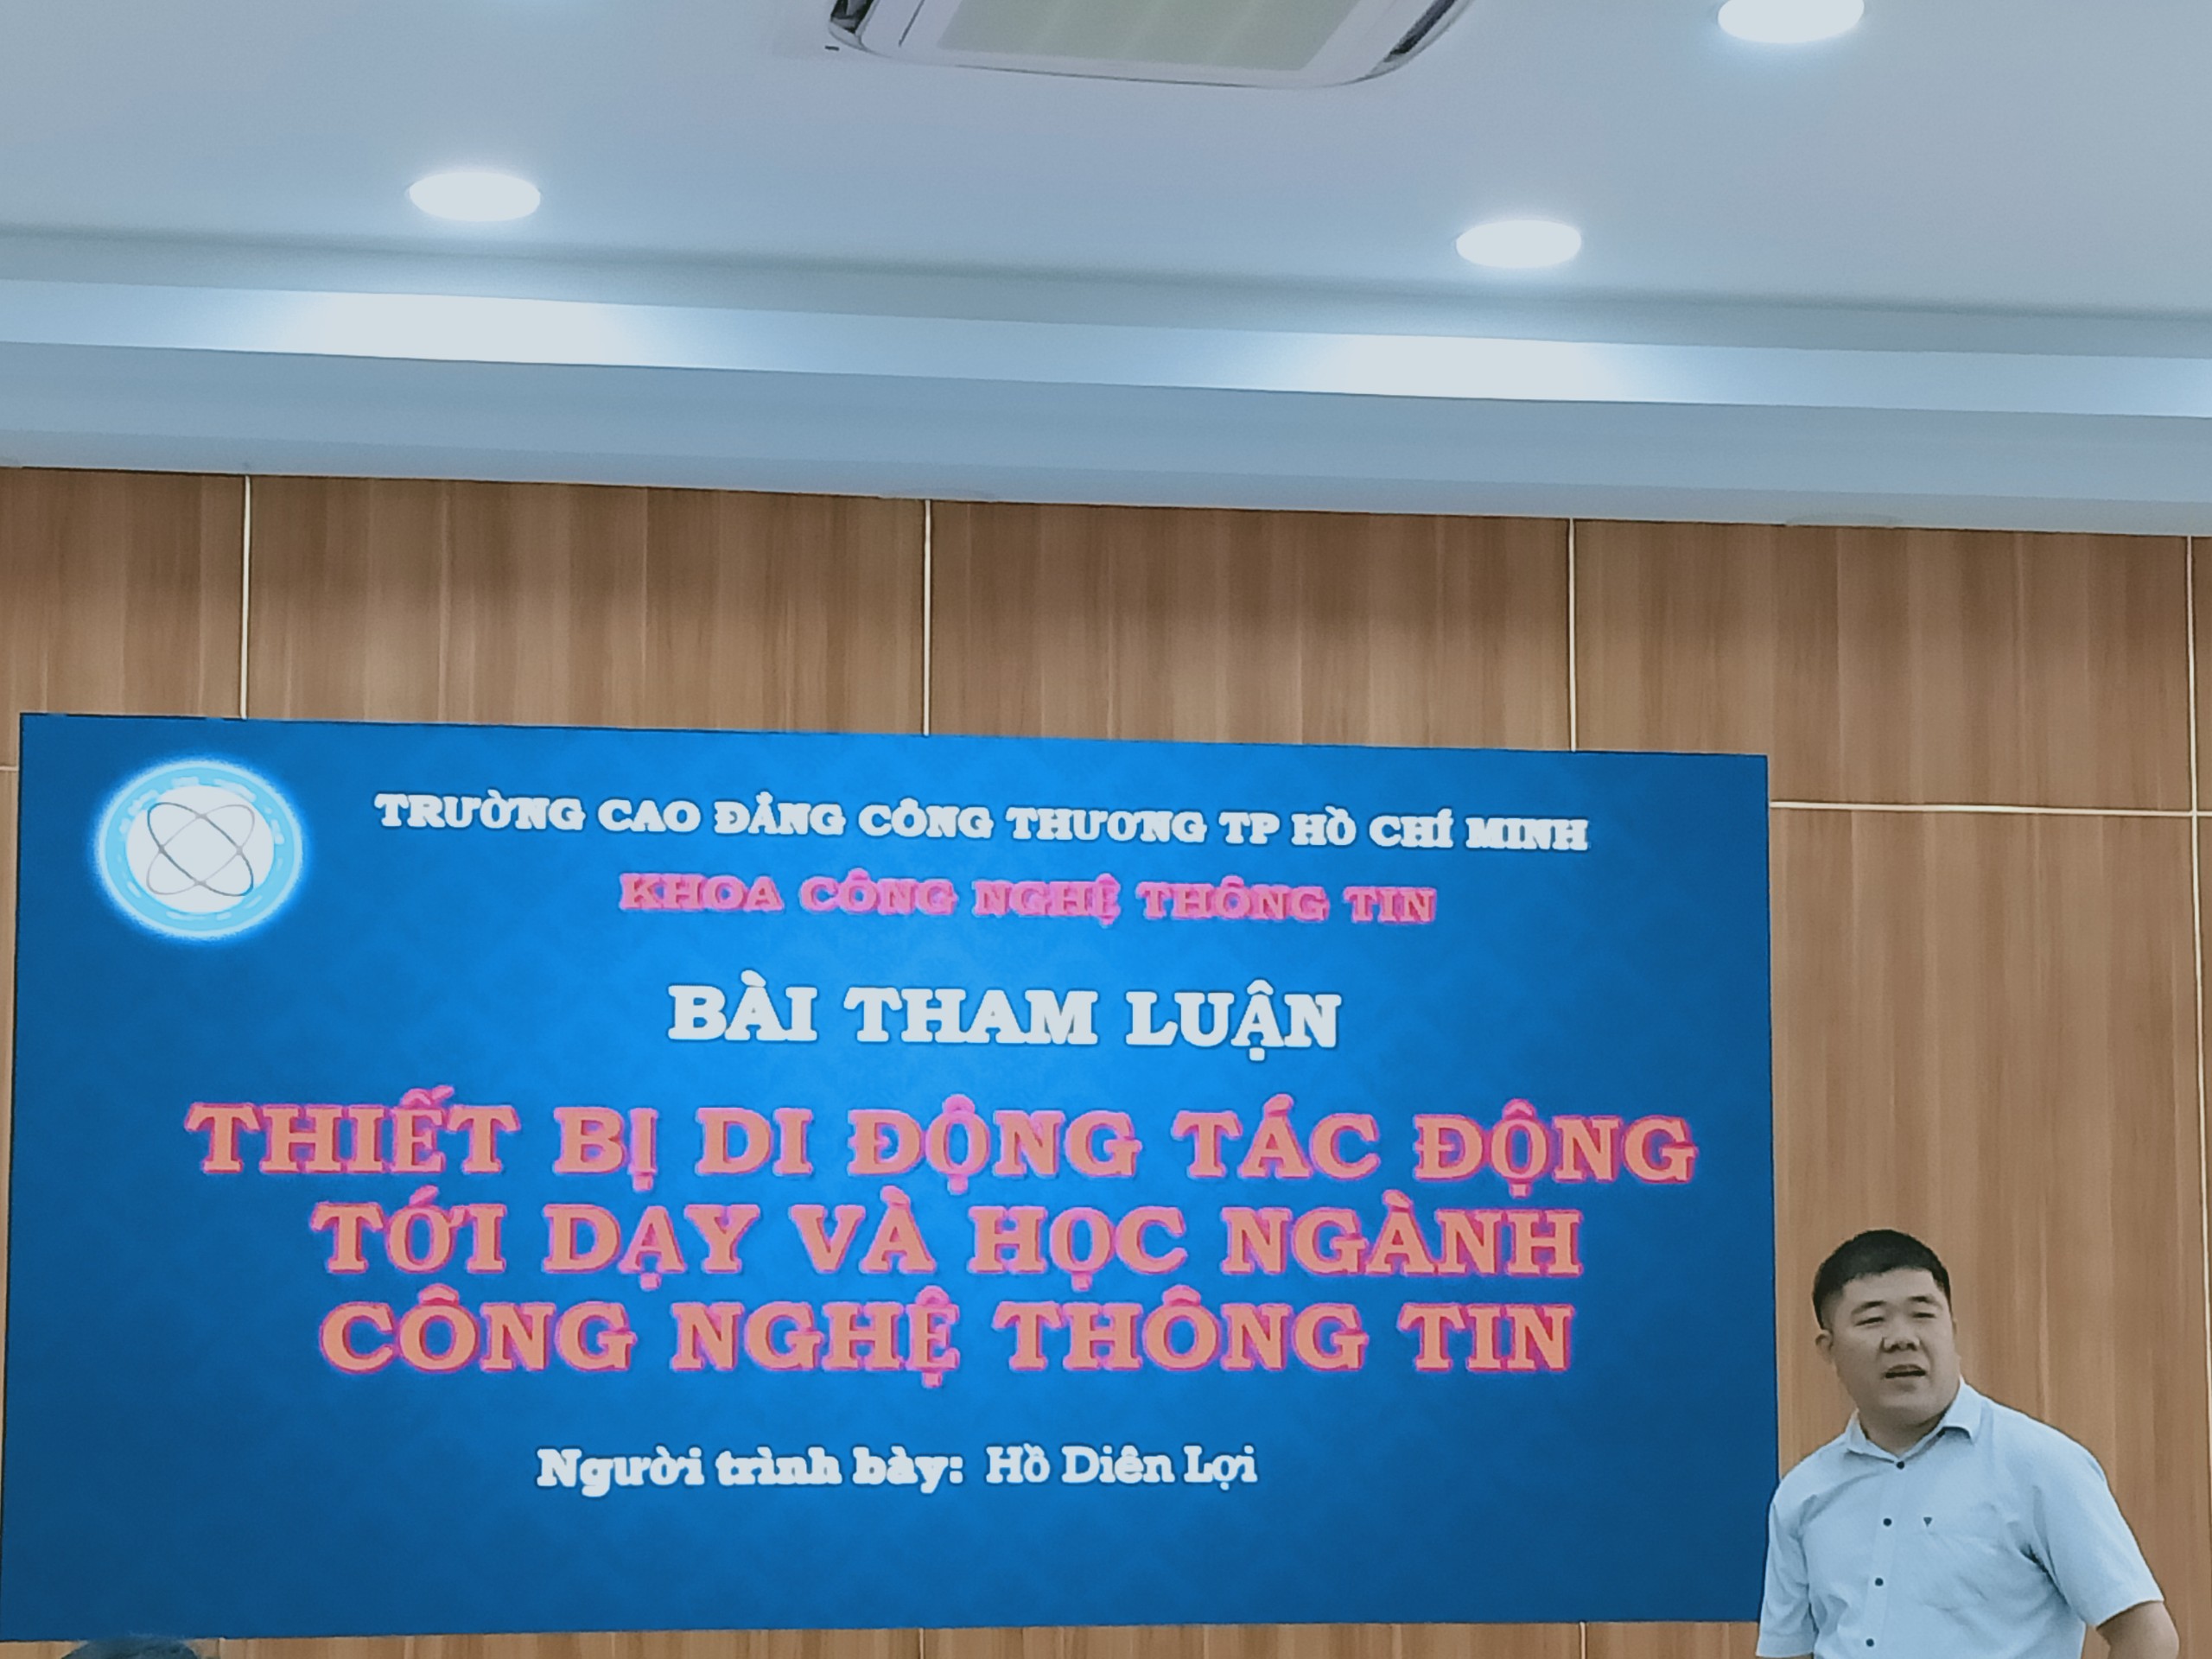 TRƯỜNG CAO ĐẲNG CÔNG THƯƠNG TP HỒ CHÍ MINH
KHOA CÔNG NGHỆ THÔNG TIN
BÀI THAM LUẬN
THIẾT BỊ DI ĐỘNG TÁC ĐỘNG
TỚI DẠY VÀ HỌC NGÀNH
CÔNG NGHỆ THÔNG TIN
Người trình bày: Hồ Diên Lợi